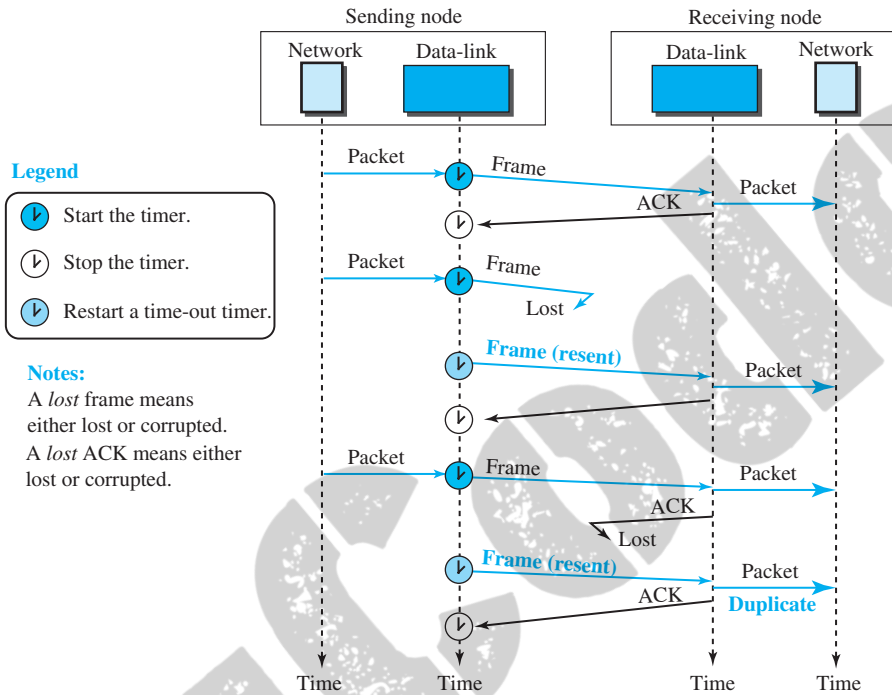 Sending node
Receiving node
Network
Data-link
Data-link
Network
Legend
Start the timer.
Stop the timer.
Restart a time-out timer.
Notes:
A lost frame means
either lost or corrupted.
A lost ACK means either
lost or corrupted.
Packet
Frame
Packet
ACK
Packet
Frame
Lost
Frame (resent)
Packet
Packet
Frame
Packet
ACK
Lost
Frame (resent)
Packet
Duplicate
ACK
Time
Time
Time
Time